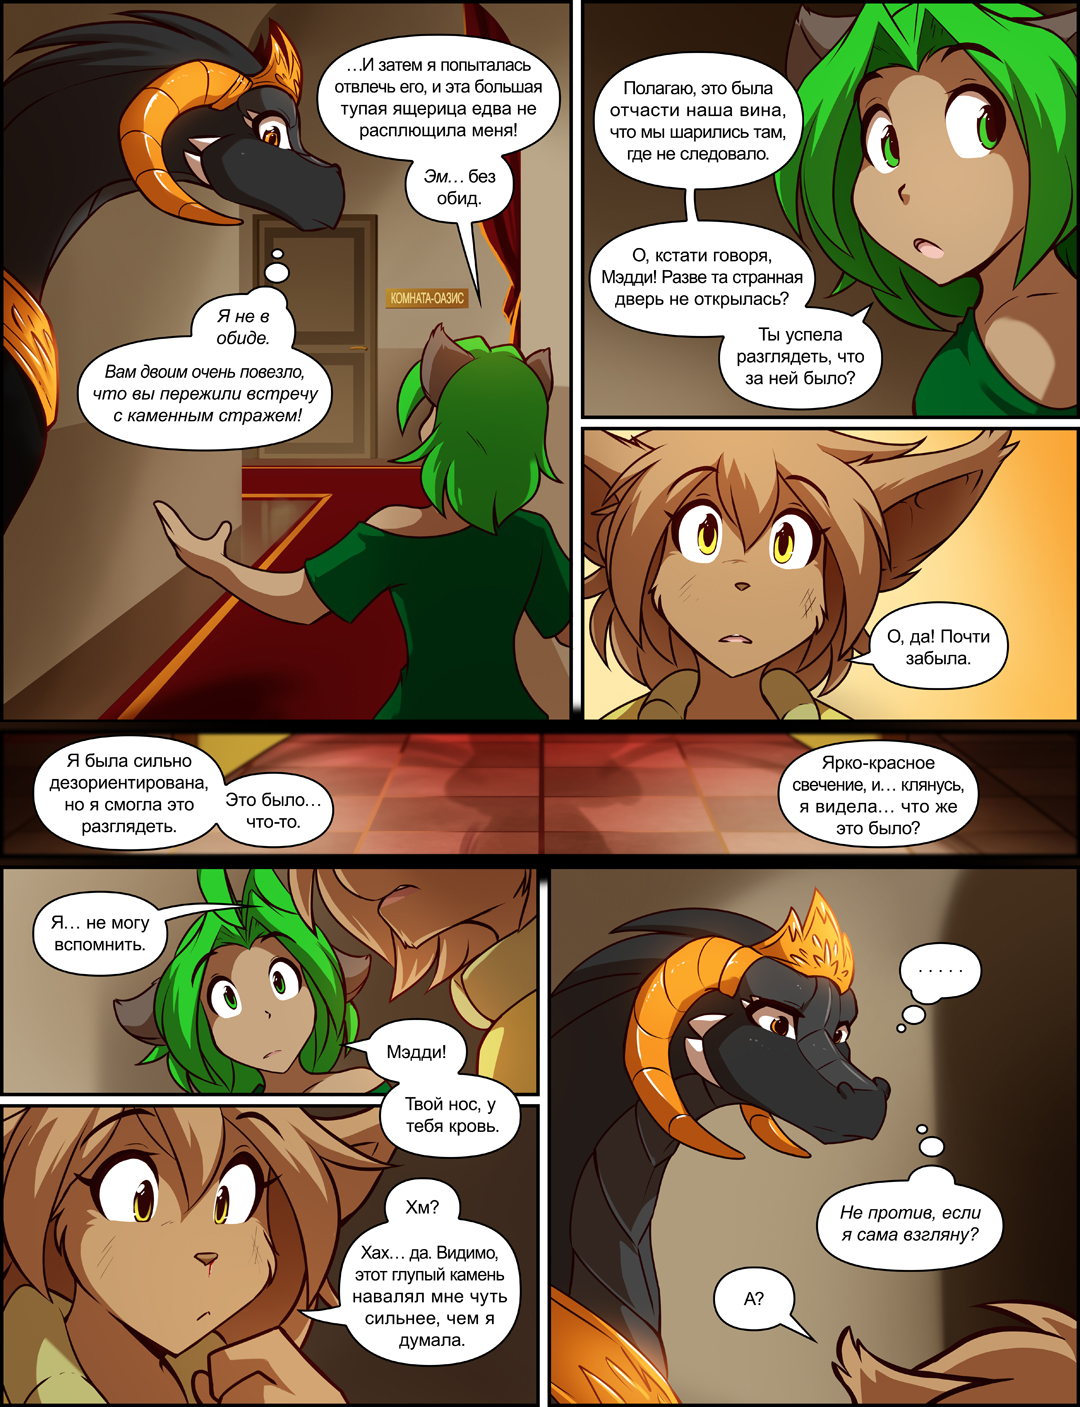 …И затем я попыталась
отвлечь его, и эта большая
тупая ящерица едва не
расплющила меня!
Эм… без
обид.
КОМНАТА-ОАЗИС
Я не в
обиде.
Вам двоим очень повезло,
что вы пережили встречу
с каменным стражем!
Полагаю, это была
отчасти наша вина,
что мы шарились там,
где не следовало.
О, кстати говоря,
Мэдди! Разве та странная
дверь не открылась?
Ты успела
разглядеть, что
за ней было?
О, да! Почти
забыла.
Я была сильно
дезориентирована,
но я смогла это
разглядеть.
Это было…
что-то.
Ярко-красное
свечение, и… клянусь,
я видела… что же
это было?
Я… не могу
вспомнить.
Мэдди!
Твой нос, у
тебя кровь.
Хм?
Хах… да. Видимо,
этот глупый камень
навалял мне чуть
сильнее, чем я
думала.
.....
Не против, если
я сама взгляну?
А?